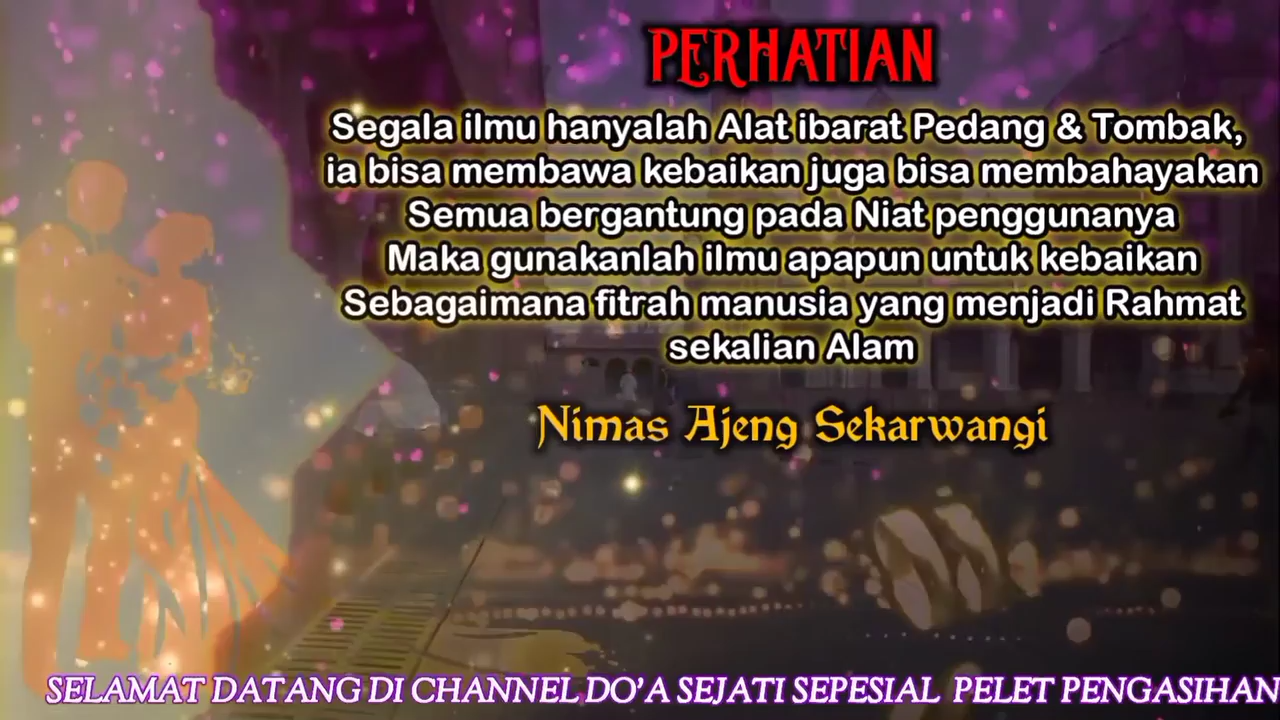 PERHATIAN
Segala ilmu hanyalah Alat ibarat Pedang & Tombak,
ia bisa membawa kebaikan juga bisa membahayakan
Semua bergantung pada Niat penggunanya
Maka gunakanlah ilmu apapun untuk kebaikan
Sebagaimana fitrah manusia yang menjadi Rahmat
sekalian Alam
Nimas Ajeng Sekarwangi
SELAMAT DATANG DI CHANNEL DO'A SEJATI SEPESIAL PELET PENGASIHAN